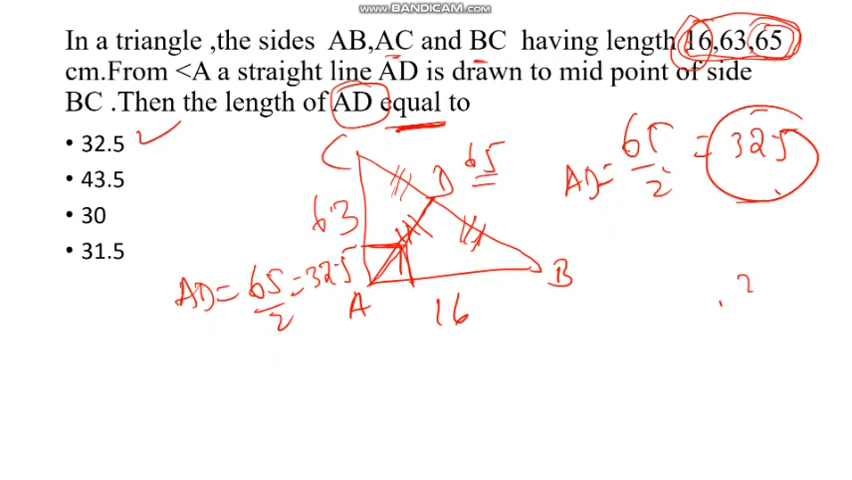 www.BANDICAM.com
In a triangle ,the sides AB,AC and BC having length 16,63,65
cm.From <A a straight line AD is drawn to mid point of side
BC .Then the length of AD equal to
• 32.5
• 43.5
• 30
• 31.5
C
D
65
63
A
16
B
AD = 65/2 = 32.5
AD = 65/2 = 32.5